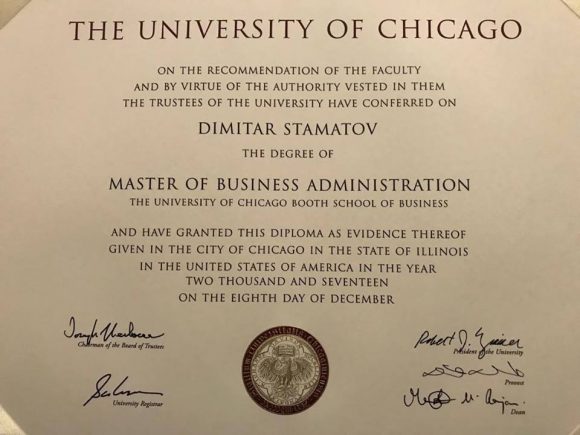 THE UNIVERSITY OF CHICAGO
ON THE RECOMMENDATION OF THE FACULTY
AND BY VIRTUE OF THE AUTHORITY VESTED IN THEM
THE TRUSTEES OF THE UNIVERSITY HAVE CONFERRED ON
DIMITAR STAMATOV
THE DEGREE OF
MASTER OF BUSINESS ADMINISTRATION
THE UNIVERSITY OF CHICAGO BOOTH SCHOOL OF BUSINESS
AND HAVE GRANTED THIS DIPLOMA AS EVIDENCE THEREOF
GIVEN IN THE CITY OF CHICAGO IN THE STATE OF ILLINOIS
IN THE UNITED STATES OF AMERICA IN THE YEAR
TWO THOUSAND AND SEVENTEEN
ON THE EIGHTH DAY OF DECEMBER
Chairman of the Board of Trustees
Robert J.
President of the University
Provost
University Registrar
Dean